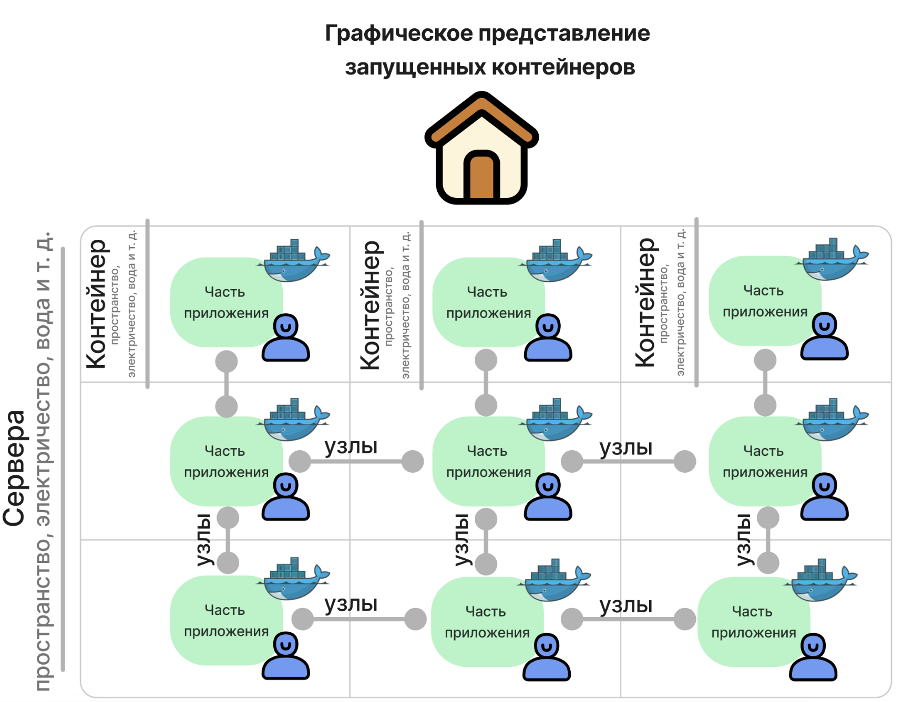 Графическое представление
запущенных контейнеров
Сервера
пространство, электричество, вода и т. д.
Контейнер
пространство,
электричество, вода и т. д.
Часть
приложения
Контейнер
пространство,
электричество, вода и т. д.
Часть
приложения
Контейнер
пространство,
электричество, вода и т. д.
Часть
приложения
Часть
приложения
узлы
Часть
приложения
узлы
Часть
приложения
узлы
узлы
узлы
Часть
приложения
узлы
Часть
приложения
узлы
Часть
приложения